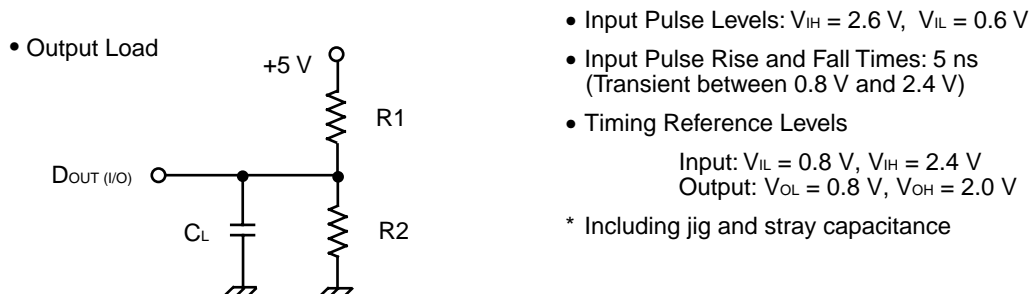 • Output Load
+5 V
R1
DOUT (I/O)
CL
R2
• Input Pulse Levels: VIH = 2.6 V, VIL = 0.6 V
• Input Pulse Rise and Fall Times: 5 ns
(Transient between 0.8 V and 2.4 V)
• Timing Reference Levels
Input: VIL = 0.8 V, VIH = 2.4 V
Output: VOL = 0.8 V, VOH = 2.0 V
* Including jig and stray capacitance